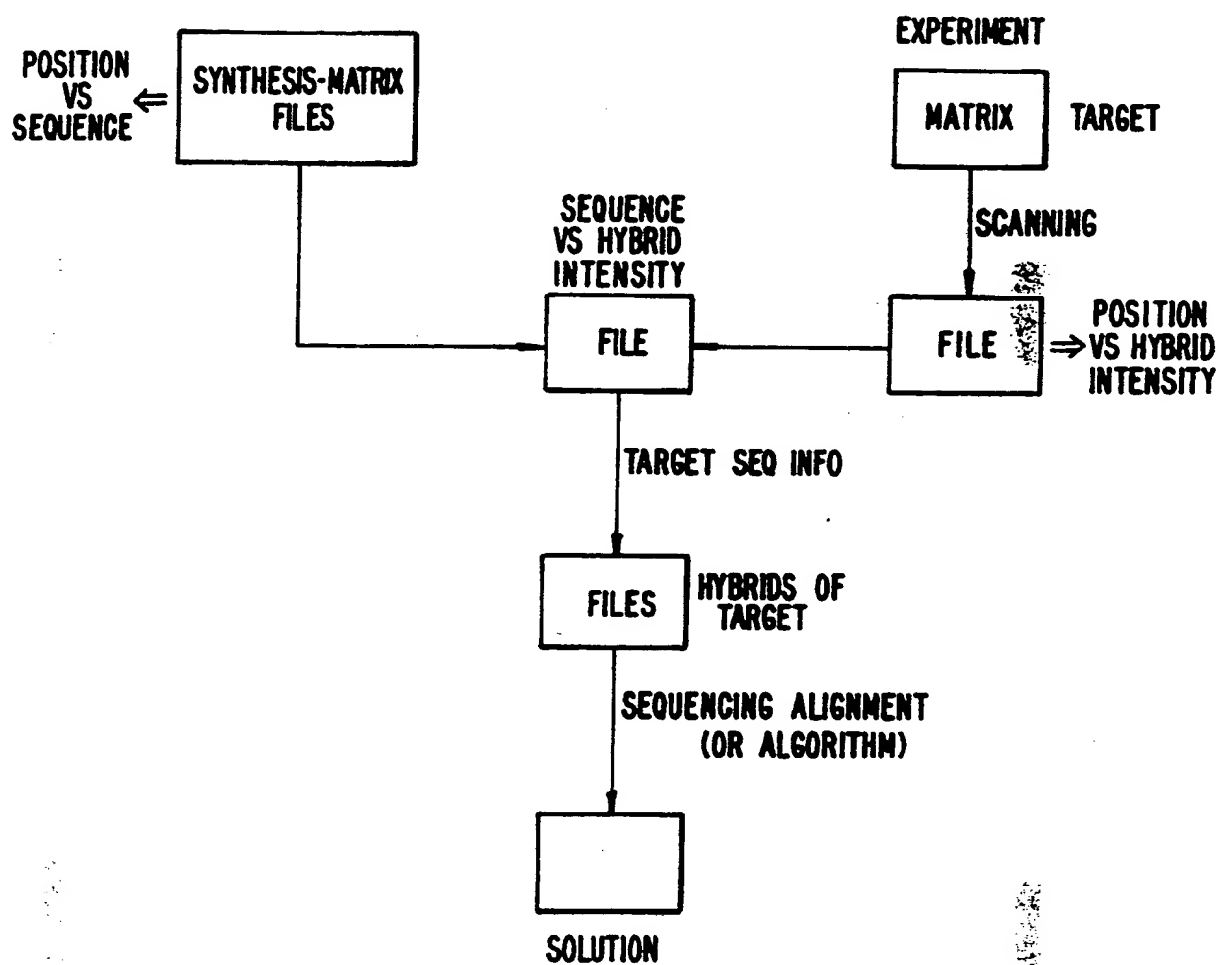 EXPERIMENT
POSITION
VS
SEQUENCE
⇐
SYNTHESIS-MATRIX
FILES
MATRIX
TARGET
SCANNING
SEQUENCE
VS HYBRID
INTENSITY
FILE
FILE
⇒
POSITION
VS HYBRID
INTENSITY
TARGET SEQ INFO
FILES
HYBRIDS OF
TARGET
SEQUENCING ALIGNMENT
(OR ALGORITHM)
SOLUTION